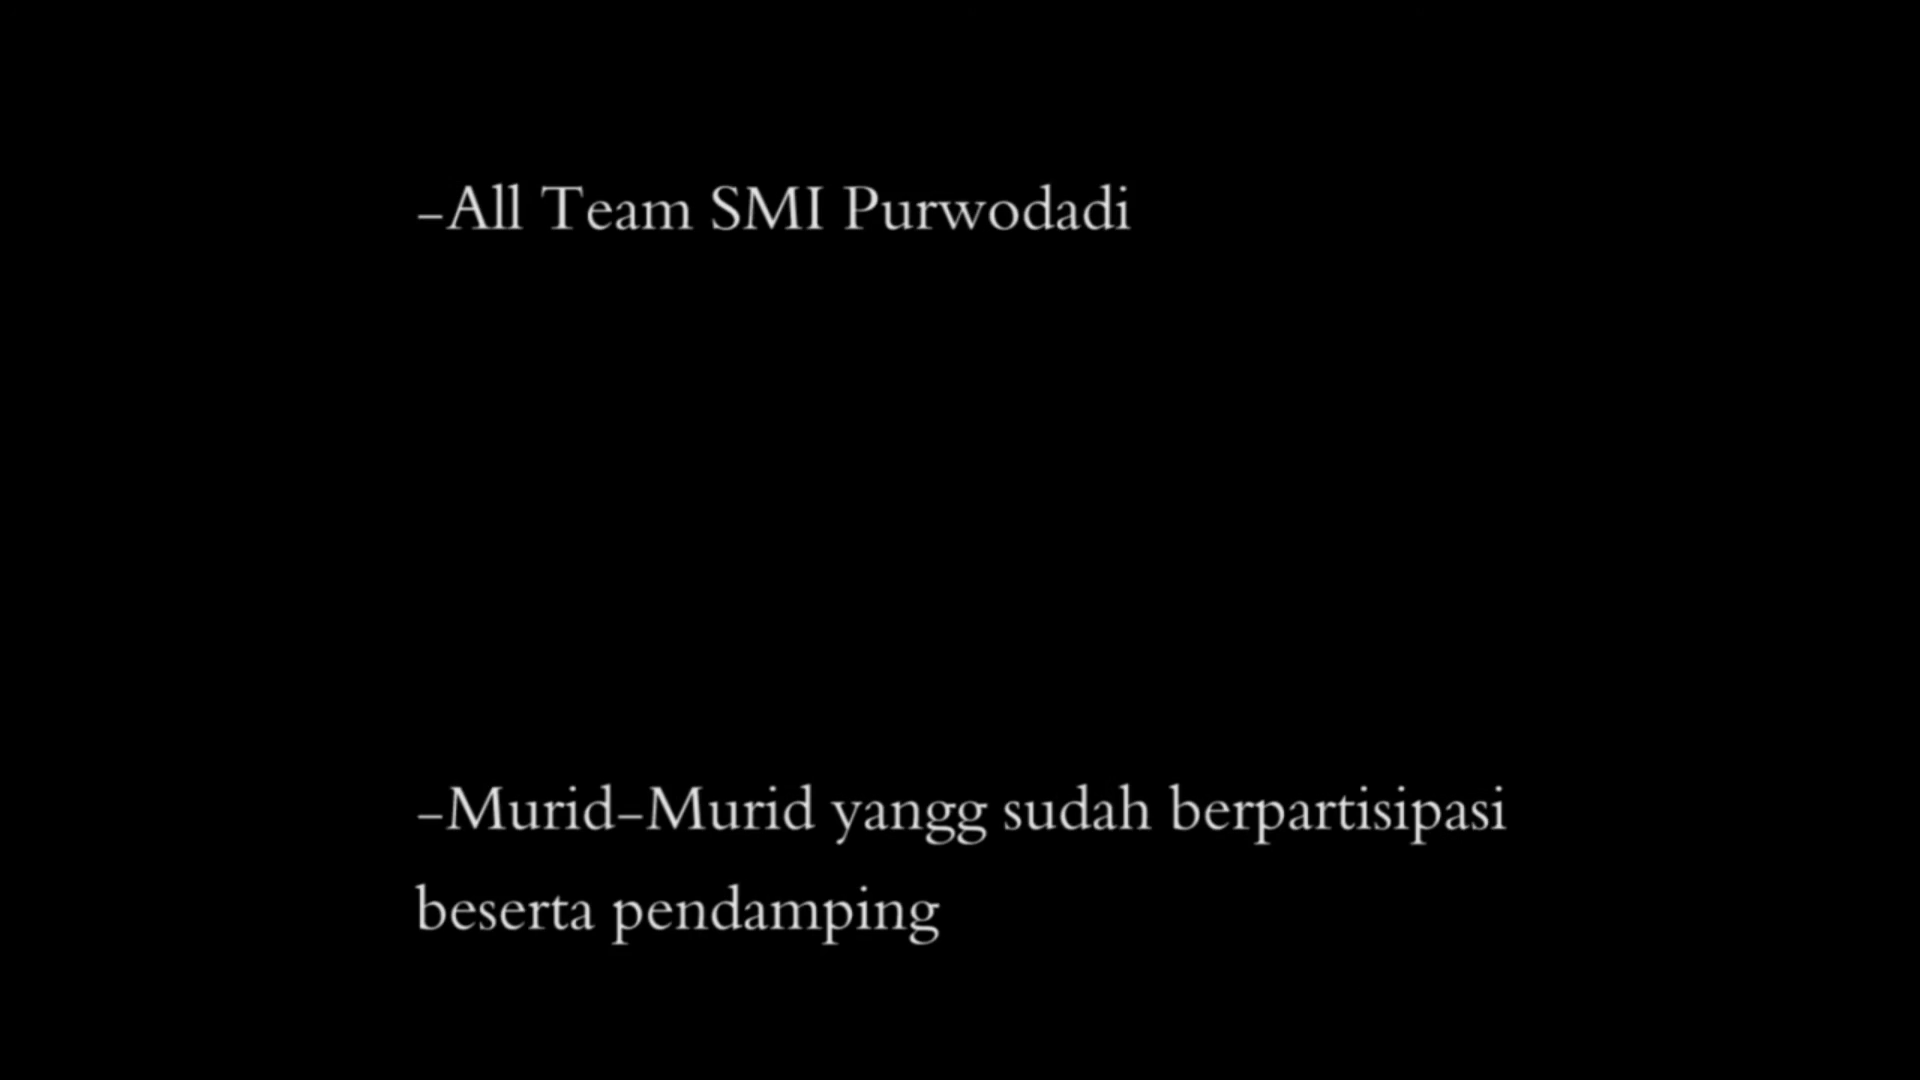 -All Team SMI Purwodadi
-Murid-Murid yangg sudah berpartisipasi
beserta pendamping